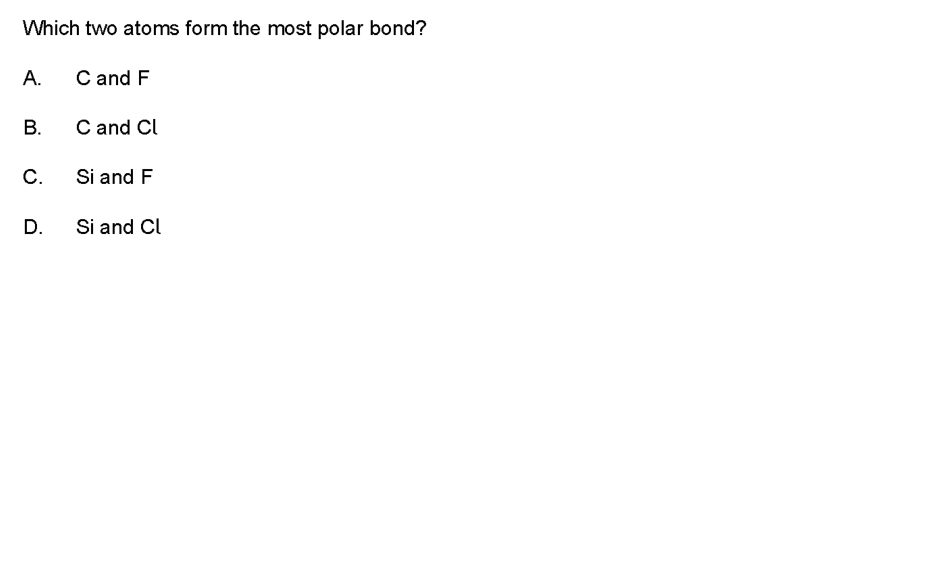 Which two atoms form the most polar bond?
A. C and F
B. C and Cl
C. Si and F
D. Si and Cl